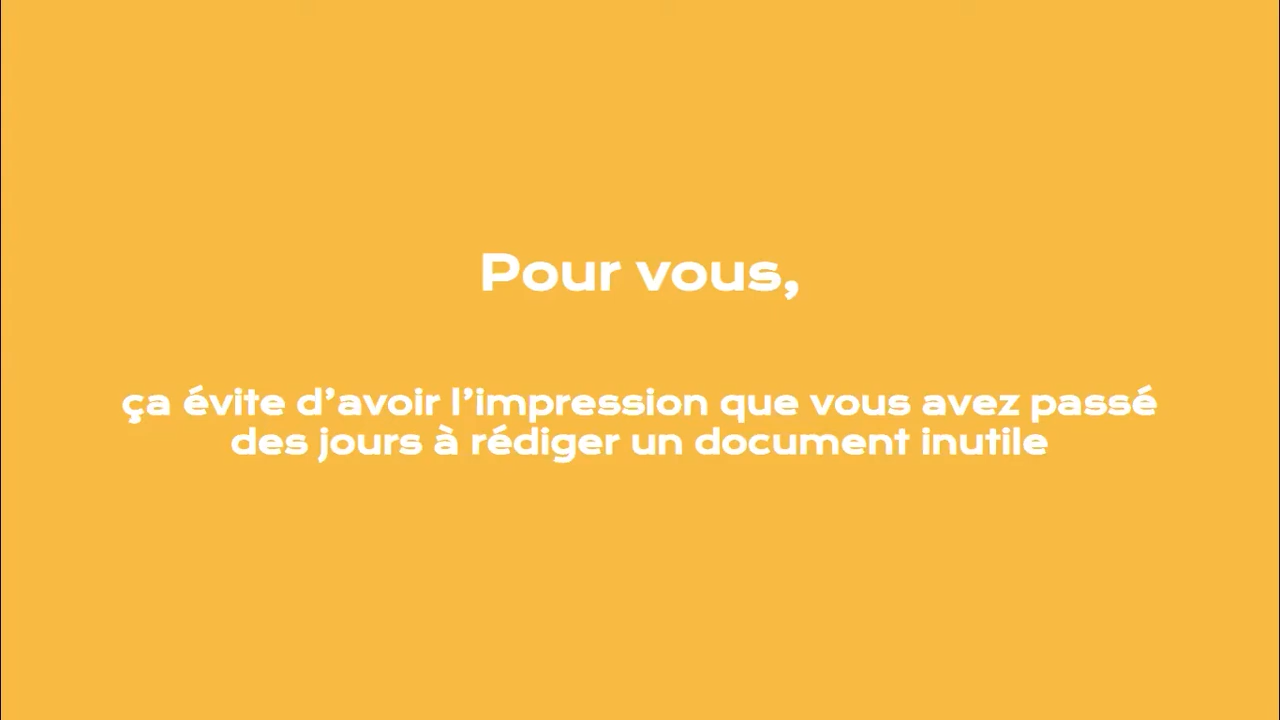 Pour vous,
ça évite d’avoir l’impression que vous avez passé
des jours à rédiger un document inutile